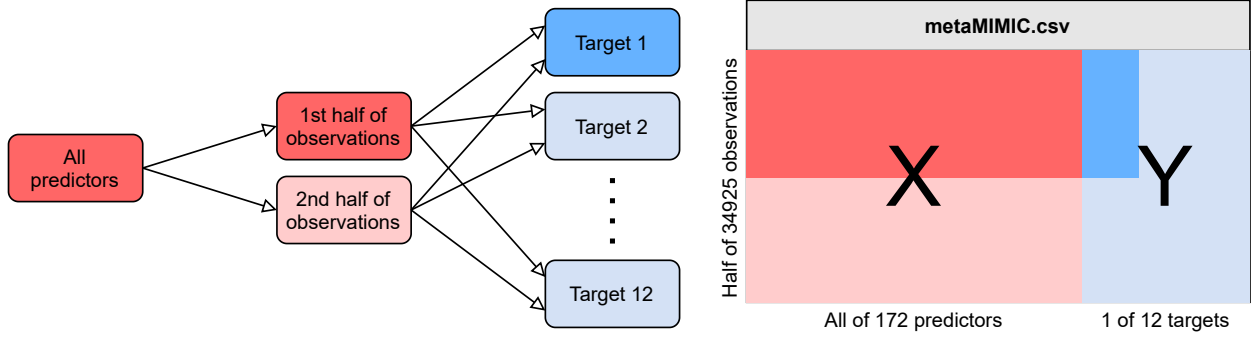 All
predictors
1st half of
observations
2nd half of
observations
Target 1
Target 2
Target 12
metaMIMIC.csv
Half of 34925 observations
X
Y
All of 172 predictors
1 of 12 targets